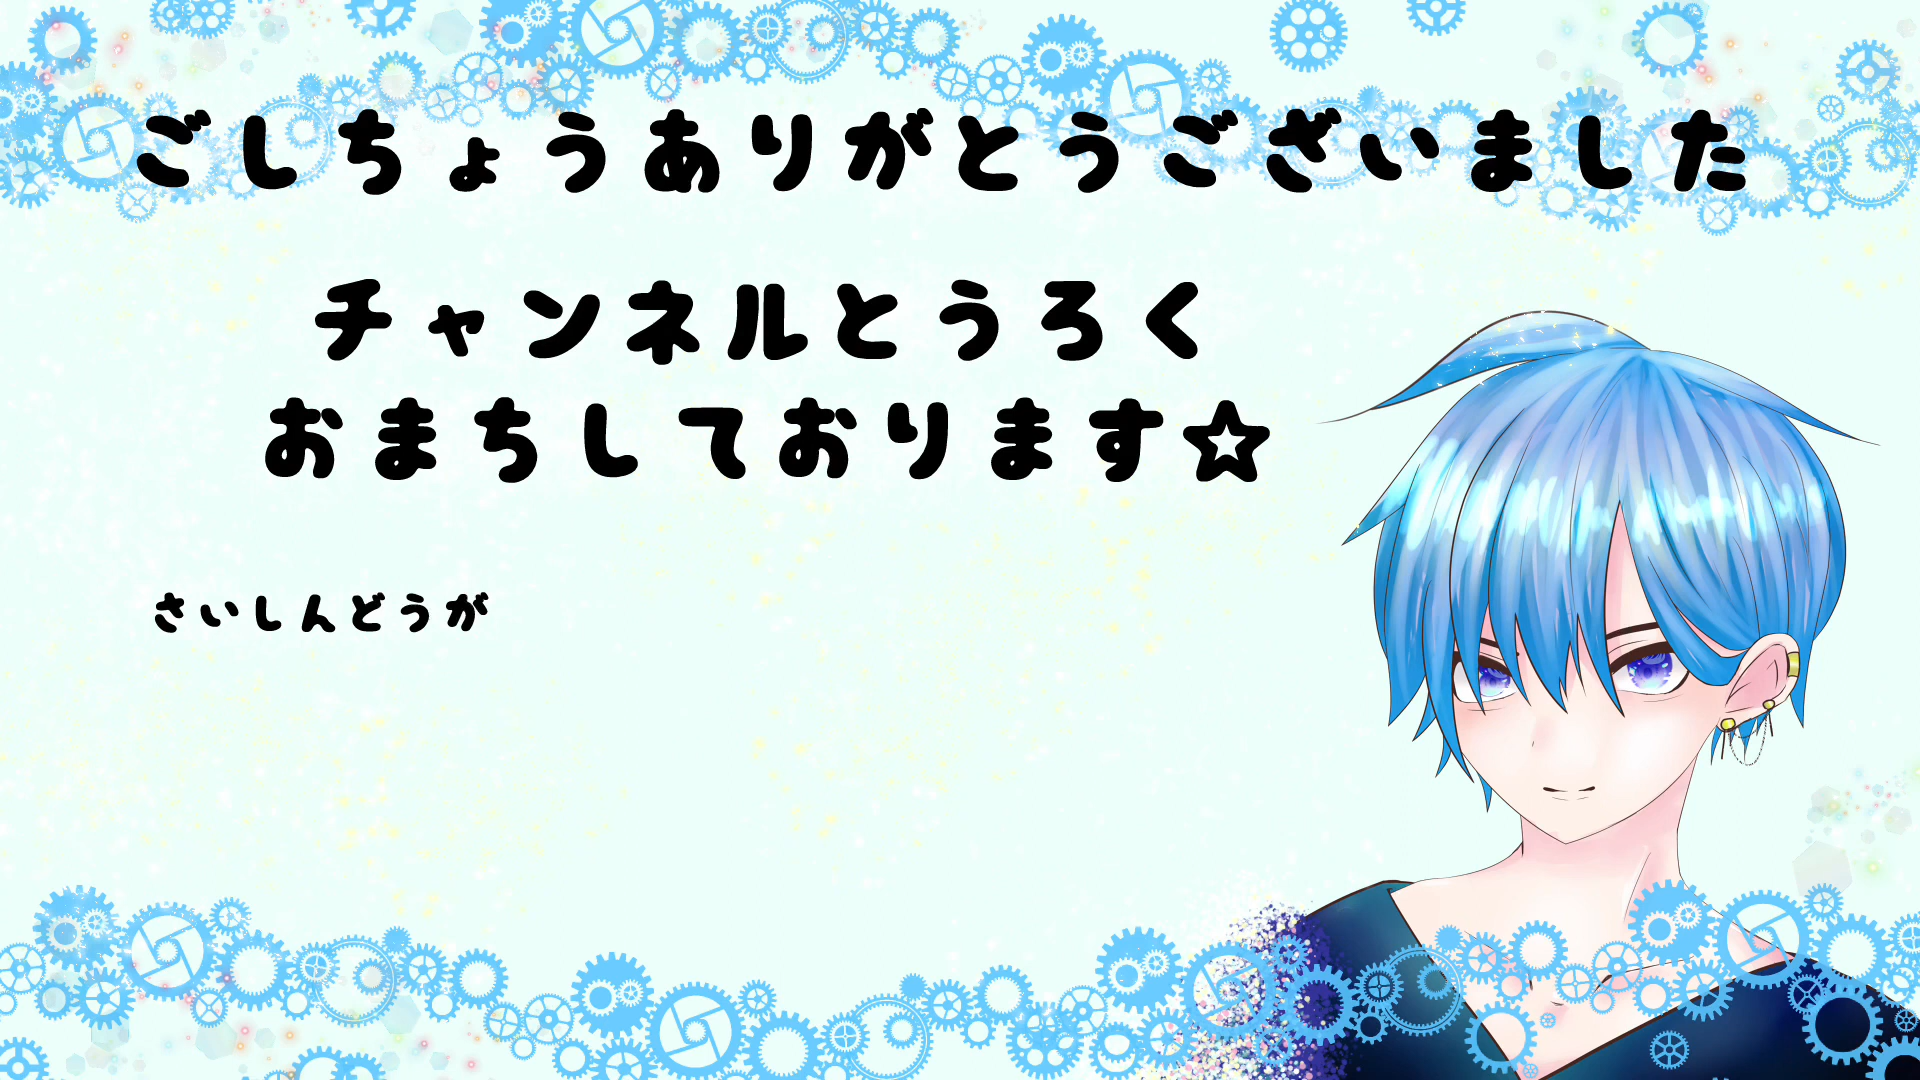 ごしちょうありがとうございました
チャンネルとうろく
おまちしております☆
さいしんどうが